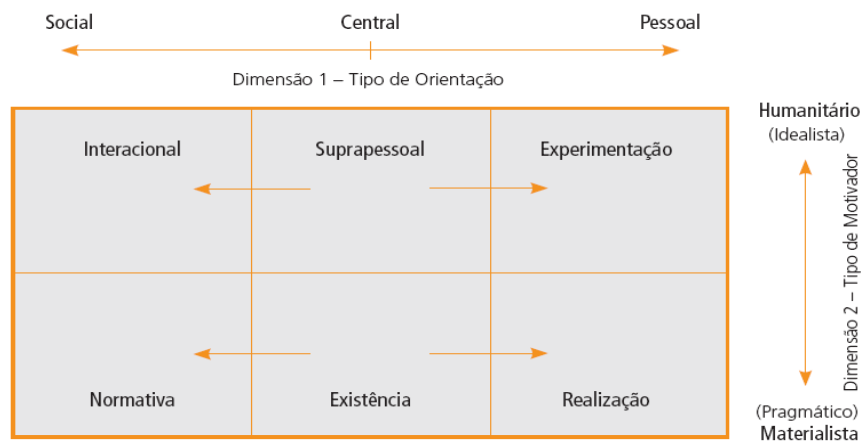 Social Central Pessoal
Dimensão 1 – Tipo de Orientação
Humanitário
(Idealista)
Interacional Suprapessoal Experimentação
Dimensão 2 – Tipo de Motivador
Normativa Existência Realização
(Pragmático)
Materialista